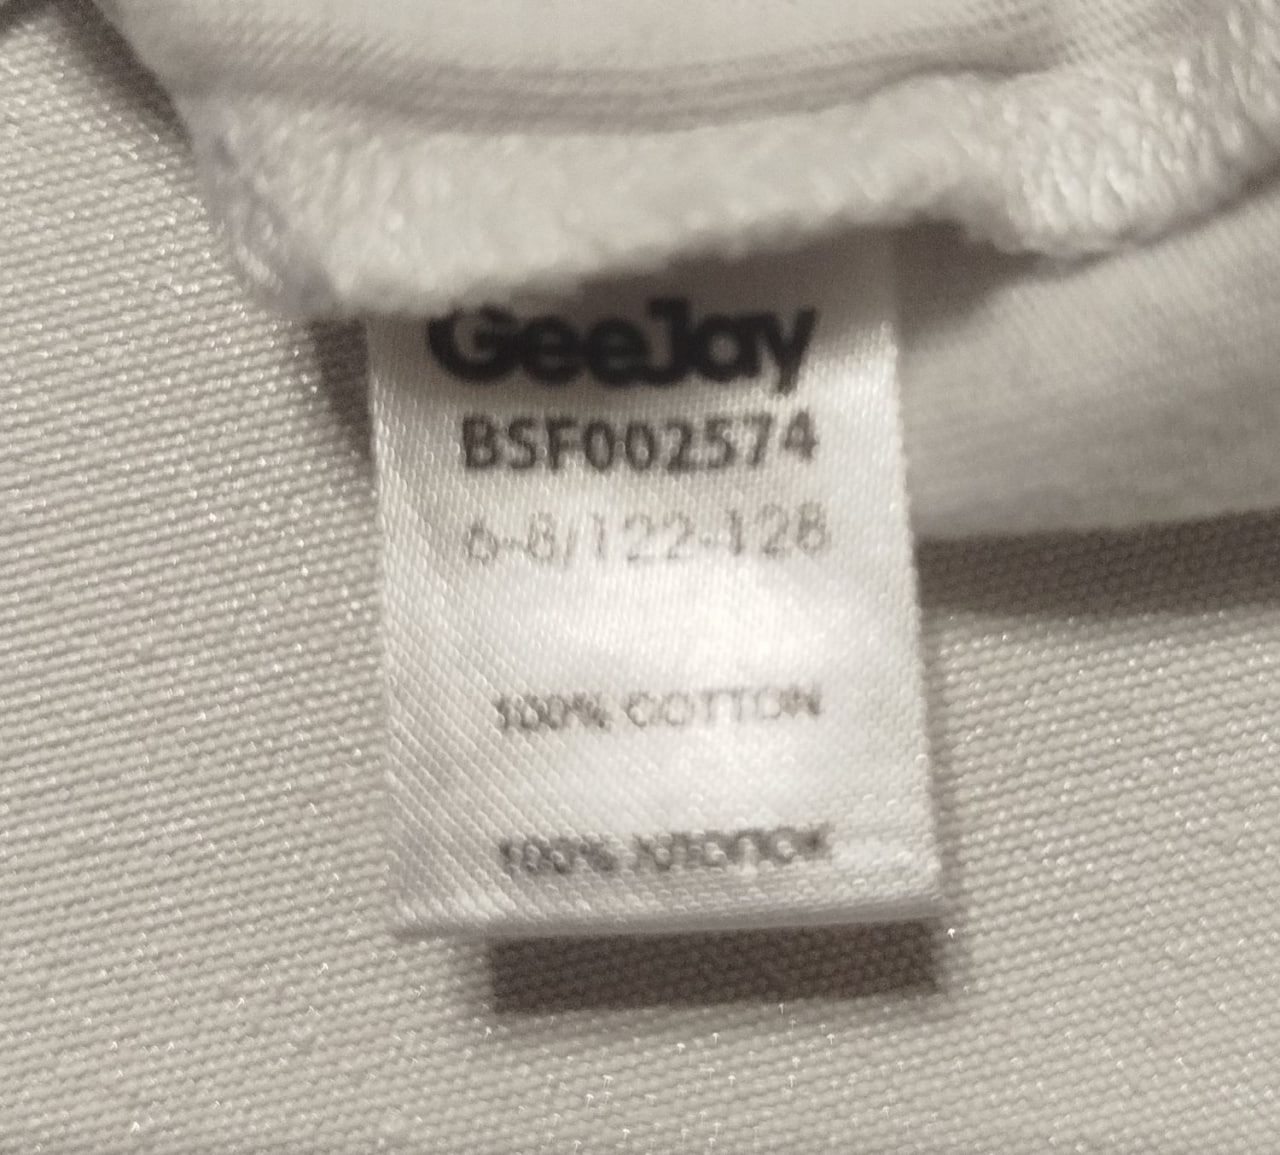 GeeJay
BSF002574
6-8/122-128
100% COTTON
100% ХЛОПОК